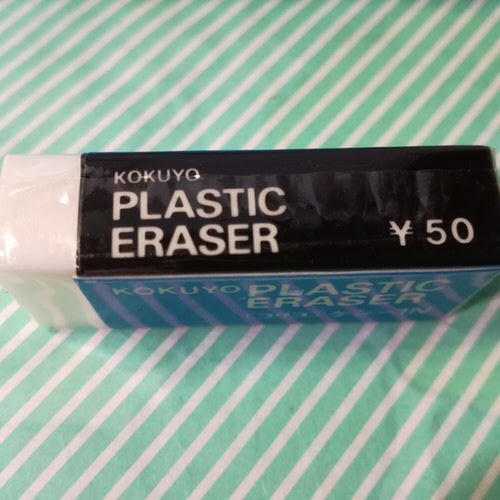 KOKUYO
PLASTIC
ERASER
¥50
KOKUYO PLASTIC
ERASER